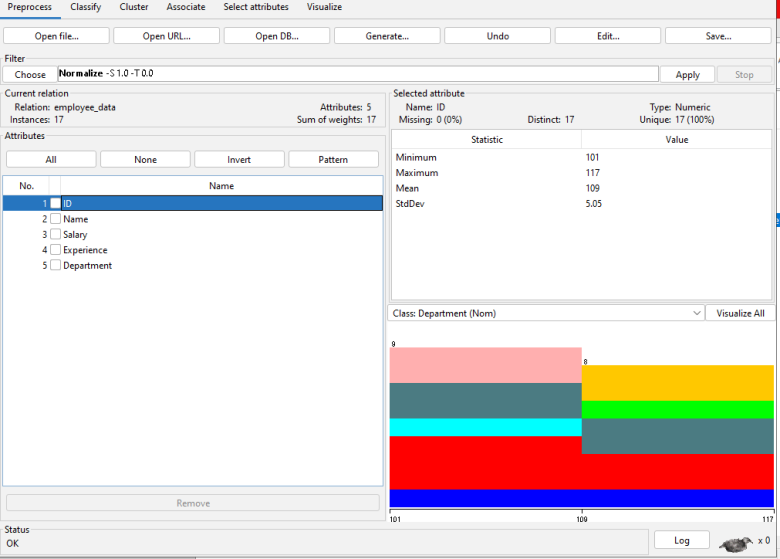 Preprocess Classify Cluster Associate Select attributes Visualize
Open file... Open URL... Open DB... Generate... Undo Edit... Save...
Filter
Choose Normalize -S 1.0 -T 0.0 Apply Stop
Current relation
Relation: employee_data Attributes: 5
Instances: 17 Sum of weights: 17
Attributes
All None Invert Pattern
No. Name
1 ID
2 Name
3 Salary
4 Experience
5 Department
Remove
Selected attribute
Name: ID Type: Numeric
Missing: 0 (0%) Distinct: 17 Unique: 17 (100%)
Statistic Value
Minimum 101
Maximum 117
Mean 109
StdDev 5.05
Class: Department (Nom) Visualize All
9
8
101 109 117
Status
OK
Log x 0